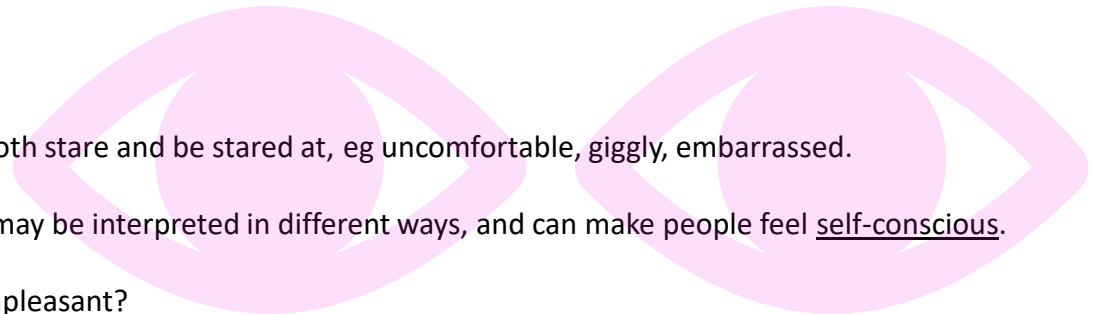 oth stare and be stared at, eg uncomfortable, giggly, embarrassed.
may be interpreted in different ways, and can make people feel self-conscious.
pleasant?